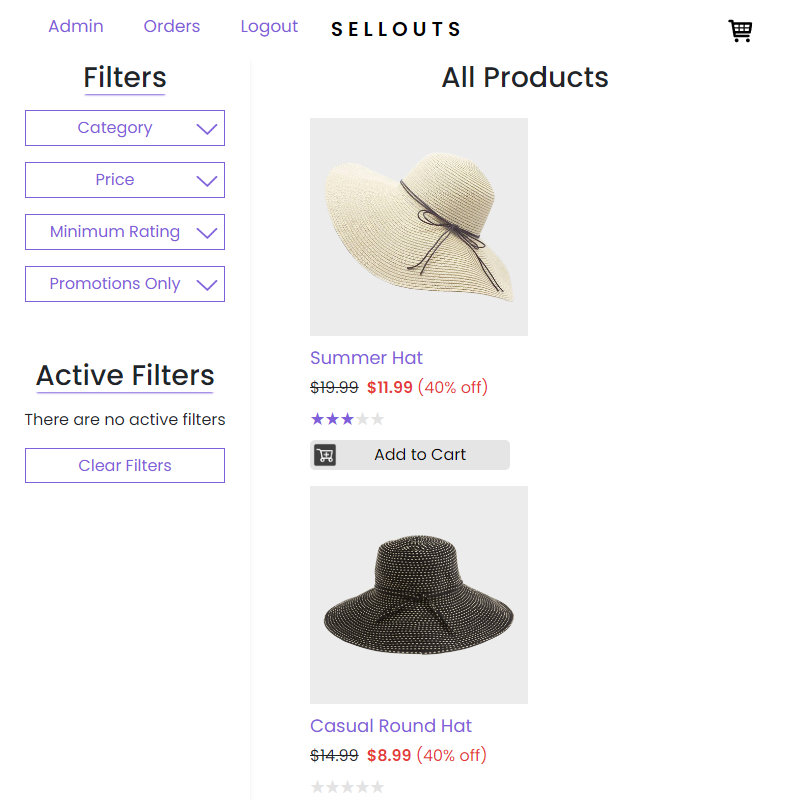 Admin Orders Logout SELLOUTS
Filters
Category
Price
Minimum Rating
Promotions Only
Active Filters
There are no active filters
Clear Filters
All Products
Summer Hat
$19.99 $11.99 (40% off)
Add to Cart
Casual Round Hat
$14.99 $8.99 (40% off)